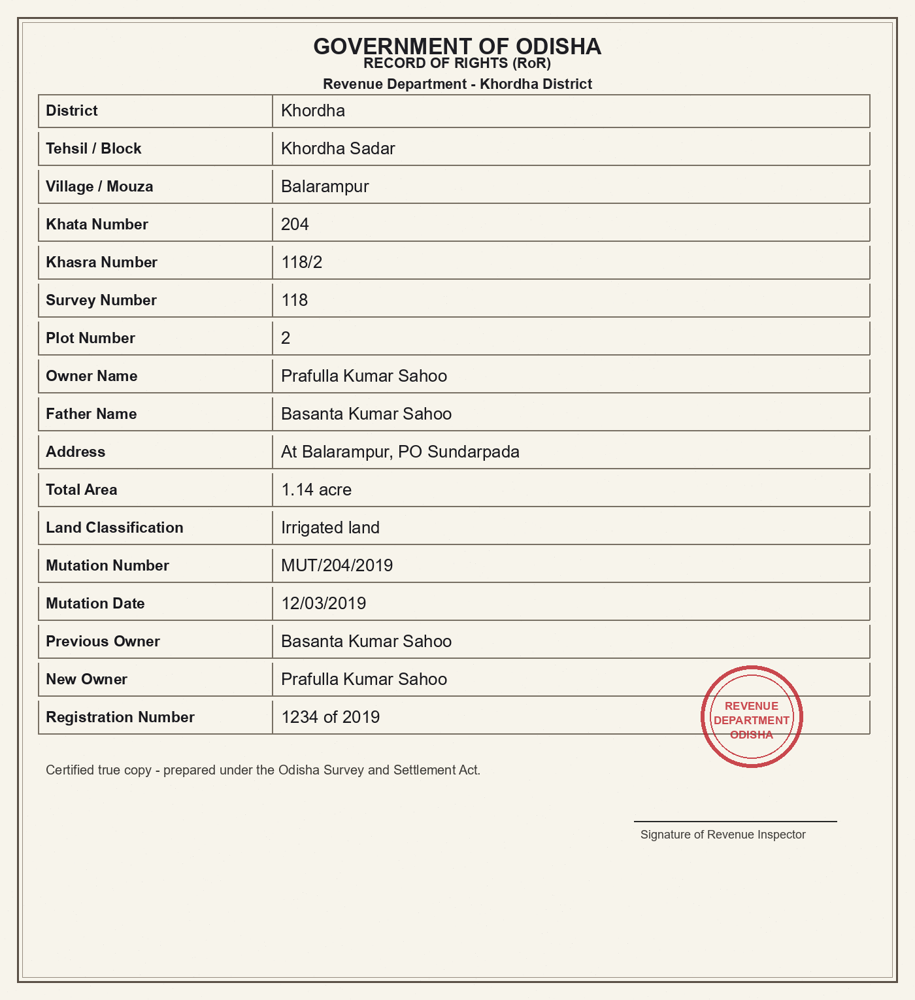 GOVERNMENT OF ODISHA
RECORD OF RIGHTS (RoR)
Revenue Department - Khordha District
District Khordha
Tehsil / Block Khordha Sadar
Village / Mouza Balarampur
Khata Number 204
Khasra Number 118/2
Survey Number 118
Plot Number 2
Owner Name Prafulla Kumar Sahoo
Father Name Basanta Kumar Sahoo
Address At Balarampur, PO Sundarpada
Total Area 1.14 acre
Land Classification Irrigated land
Mutation Number MUT/204/2019
Mutation Date 12/03/2019
Previous Owner Basanta Kumar Sahoo
New Owner Prafulla Kumar Sahoo
Registration Number 1234 of 2019
REVENUE
DEPARTMENT
ODISHA
Certified true copy - prepared under the Odisha Survey and Settlement Act.
Signature of Revenue Inspector